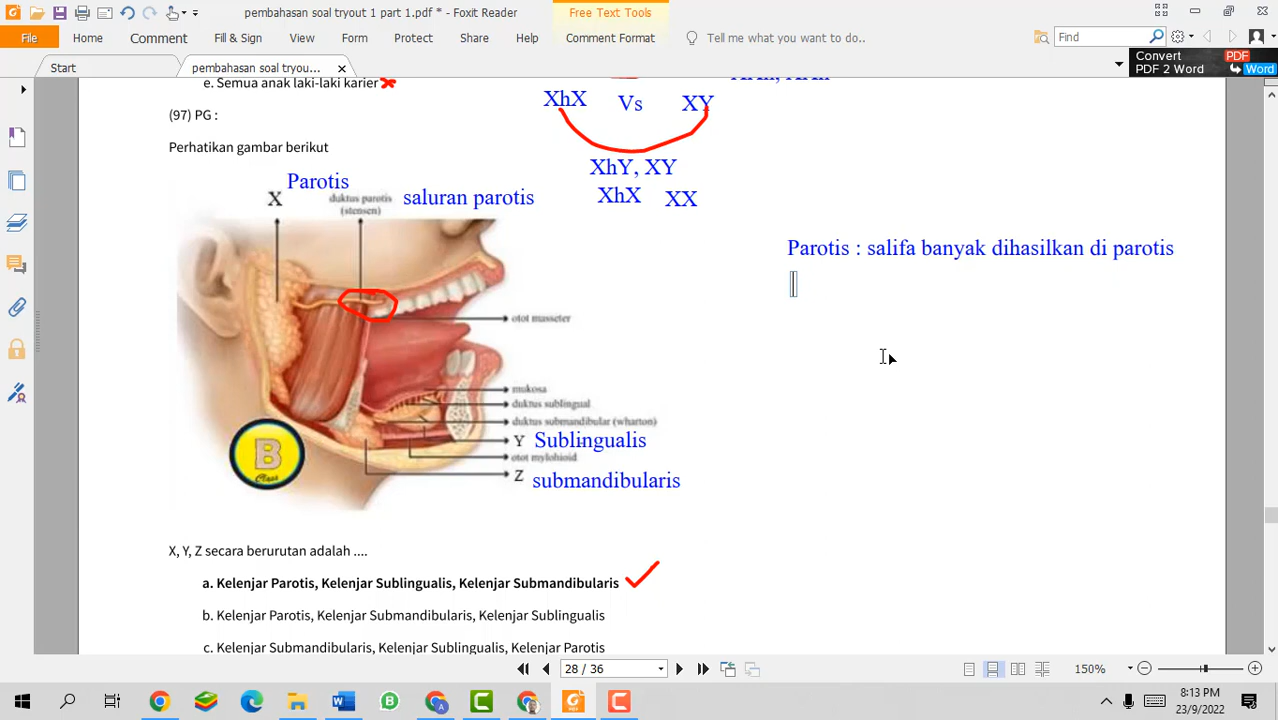 pembahasan soal tryout 1 part 1.pdf * - Foxit Reader
Free Text Tools
File
Home
Comment
Fill & Sign
View
Form
Protect
Share
Help
Comment Format
Tell me what you want to do..
Find
Start
pembahasan soal tryou...
Convert PDF
PDF 2 Word Word
e. Semua anak laki-laki karier
XhX Vs XY
(97) PG :
Perhatikan gambar berikut
XhY, XY
XhX XX
Parotis
X
duktus parotis
(stensen)
saluran parotis
Parotis : salifa banyak dihasilkan di parotis
otot masseter
mukosa
duktus sublingual
duktus submandibular (wharton)
Y Sublingualis
otot mylohioid
Z submandibularis
B
Class
X, Y, Z secara berurutan adalah ....
a. Kelenjar Parotis, Kelenjar Sublingualis, Kelenjar Submandibularis
b. Kelenjar Parotis, Kelenjar Submandibularis, Kelenjar Sublingualis
c. Kelenjar Submandibularis, Kelenjar Sublingualis, Kelenjar Parotis
28 / 36
150%
8:13 PM
23/9/2022